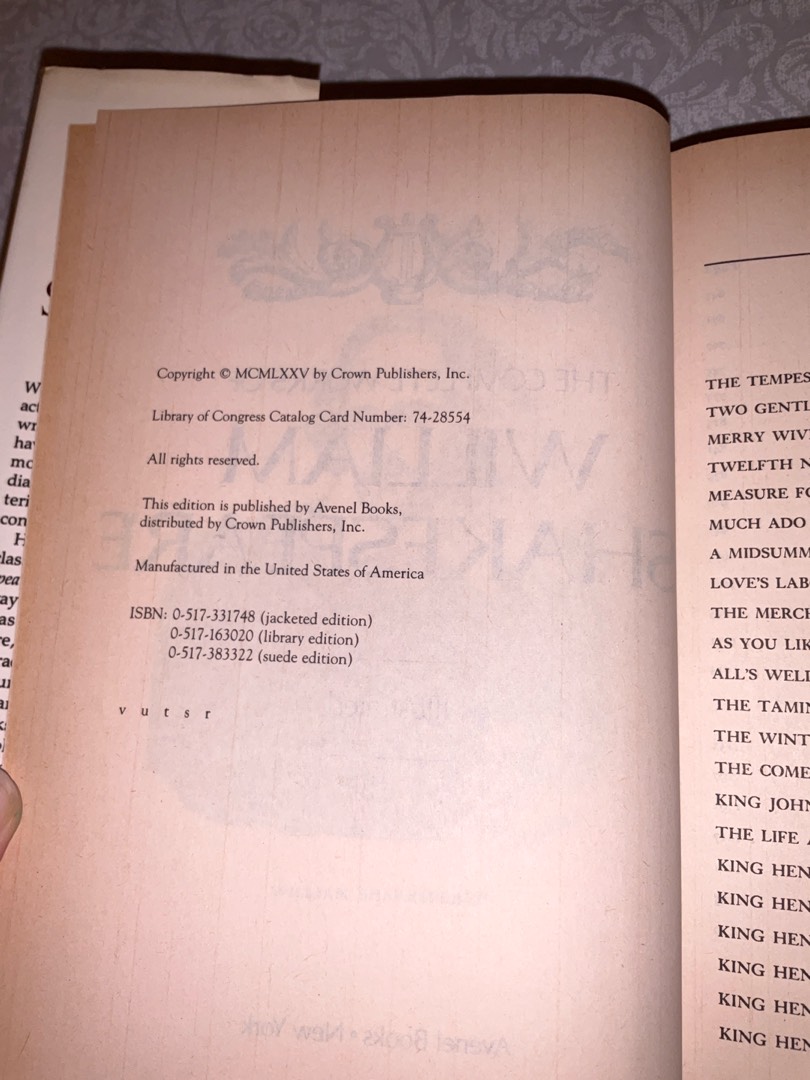 Copyright © MCMLXXV by Crown Publishers, Inc.
Library of Congress Catalog Card Number: 74-28554
All rights reserved.
This edition is published by Avenel Books,
distributed by Crown Publishers, Inc.
Manufactured in the United States of America
ISBN: 0-517-331748 (jacketed edition)
0-517-163020 (library edition)
0-517-383322 (suede edition)
v u t s r
THE TEMPES
TWO GENTL
MERRY WIV
TWELFTH N
MEASURE FO
MUCH ADO
A MIDSUMM
LOVE'S LAB
THE MERCH
AS YOU LIK
ALL'S WELL
THE TAMIN
THE WINT
THE COME
KING JOHN
THE LIFE
KING HEN
KING HEN
KING HEN
KING HEN
KING HEN
KING HEN